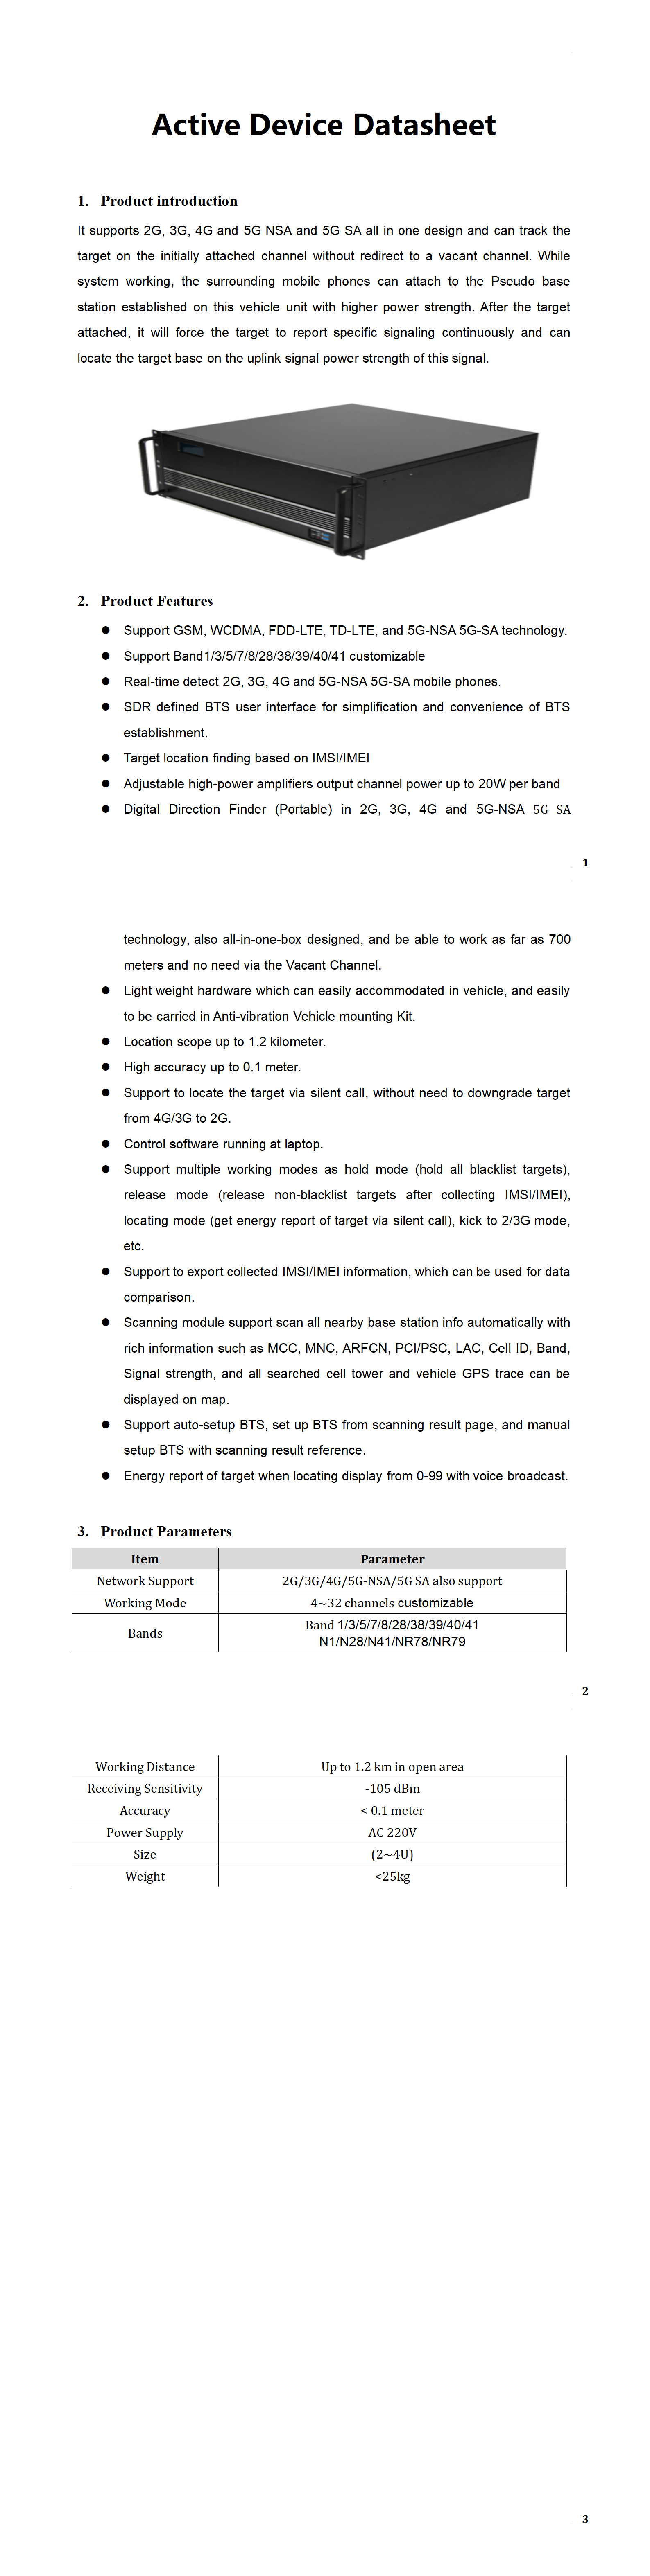 Active Device Datasheet
1. Product introduction
It supports 2G, 3G, 4G and 5G NSA and 5G SA all in one design and can track the
target on the initially attached channel without redirect to a vacant channel. While
system working, the surrounding mobile phones can attach to the Pseudo base
station established on this vehicle unit with higher power strength. After the target
attached, it will force the target to report specific signaling continuously and can
locate the target base on the uplink signal power strength of this signal.
2. Product Features
● Support GSM, WCDMA, FDD-LTE, TD-LTE, and 5G-NSA 5G-SA technology.
● Support Band1/3/5/7/8/28/38/39/40/41 customizable
● Real-time detect 2G, 3G, 4G and 5G-NSA 5G-SA mobile phones.
● SDR defined BTS user interface for simplification and convenience of BTS
establishment.
● Target location finding based on IMSI/IMEI
● Adjustable high-power amplifiers output channel power up to 20W per band
● Digital Direction Finder (Portable) in 2G, 3G, 4G and 5G-NSA 5G SA
1
technology, also all-in-one-box designed, and be able to work as far as 700
meters and no need via the Vacant Channel.
● Light weight hardware which can easily accommodated in vehicle, and easily
to be carried in Anti-vibration Vehicle mounting Kit.
● Location scope up to 1.2 kilometer.
● High accuracy up to 0.1 meter.
● Support to locate the target via silent call, without need to downgrade target
from 4G/3G to 2G.
● Control software running at laptop.
● Support multiple working modes as hold mode (hold all blacklist targets),
release mode (release non-blacklist targets after collecting IMSI/IMEI),
locating mode (get energy report of target via silent call), kick to 2/3G mode,
etc.
● Support to export collected IMSI/IMEI information, which can be used for data
comparison.
● Scanning module support scan all nearby base station info automatically with
rich information such as MCC, MNC, ARFCN, PCI/PSC, LAC, Cell ID, Band,
Signal strength, and all searched cell tower and vehicle GPS trace can be
displayed on map.
● Support auto-setup BTS, set up BTS from scanning result page, and manual
setup BTS with scanning result reference.
● Energy report of target when locating display from 0-99 with voice broadcast.
3. Product Parameters
Item Parameter
Network Support 2G/3G/4G/5G-NSA/5G SA also support
Working Mode 4~32 channels customizable
Bands Band 1/3/5/7/8/28/38/39/40/41
N1/N28/N41/NR78/NR79
2
Working Distance Up to 1.2 km in open area
Receiving Sensitivity -105 dBm
Accuracy < 0.1 meter
Power Supply AC 220V
Size (2~4U)
Weight <25kg
3